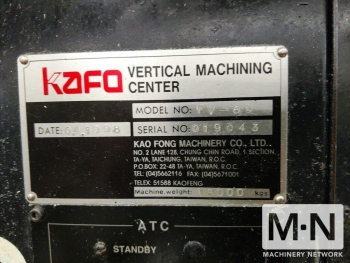 KAFO VERTICAL MACHINING
CENTER
MODEL NO:
DATE: SERIAL NO: 019043
KAO FONG MACHINERY CO., LTD.
NO. 2 LANE 128, CHUNG CHIN ROAD, 1 SECTION,
TA-YA, TAICHUNG, TAIWAN, R.O.C.
P.O.BOX: 22-48 TA-YA, TAIWAN, R.O.C.
TEL: (04)5662116 FAX: (04)5671001
TELEX: 51588 KAOFENG
Machine, weight: kgs
ATC
STANDBY
M·N
MACHINERY NETWORK